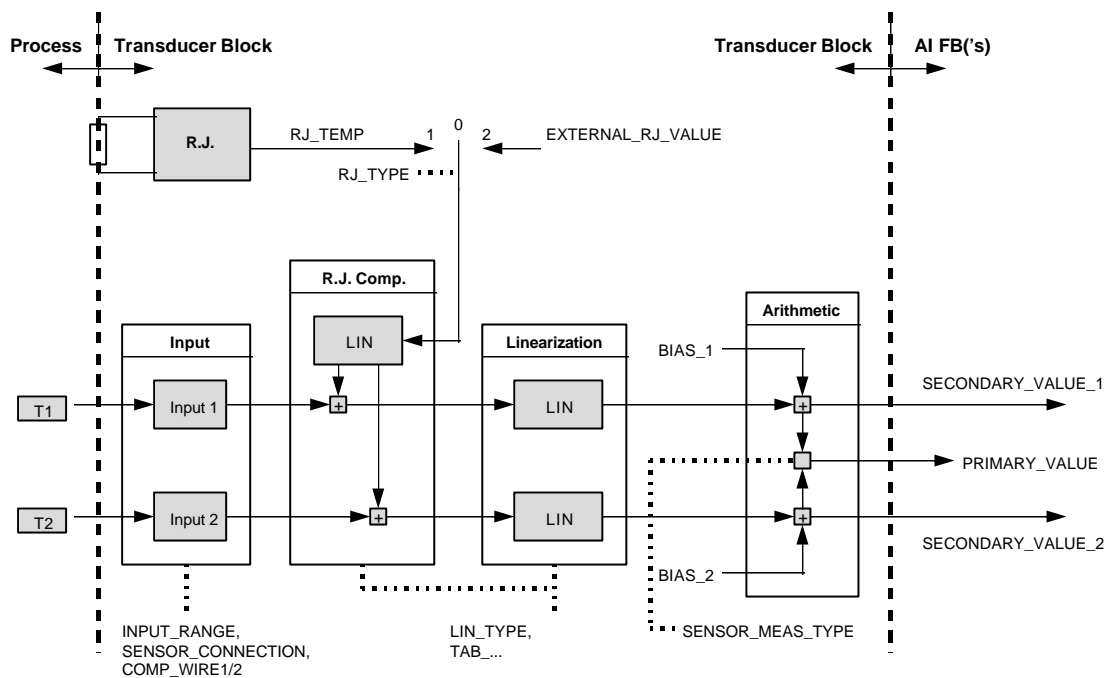 Process
Transducer Block
Transducer Block
AI FB('s)
R.J.
RJ_TEMP
1
0
2
EXTERNAL_RJ_VALUE
RJ_TYPE
R.J. Comp.
LIN
Input
Linearization
Arithmetic
BIAS_1
T1
Input 1
+
LIN
+
SECONDARY_VALUE_1
PRIMARY_VALUE
T2
Input 2
+
LIN
+
SECONDARY_VALUE_2
BIAS_2
INPUT_RANGE,
SENSOR_CONNECTION,
COMP_WIRE1/2
LIN_TYPE,
TAB_...
SENSOR_MEAS_TYPE